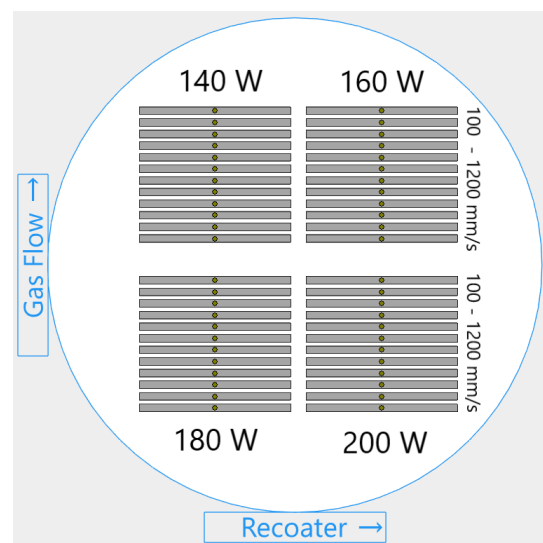 140 W
160 W
100 - 1200 mm/s
Gas Flow →
100 - 1200 mm/s
180 W
200 W
Recoater →